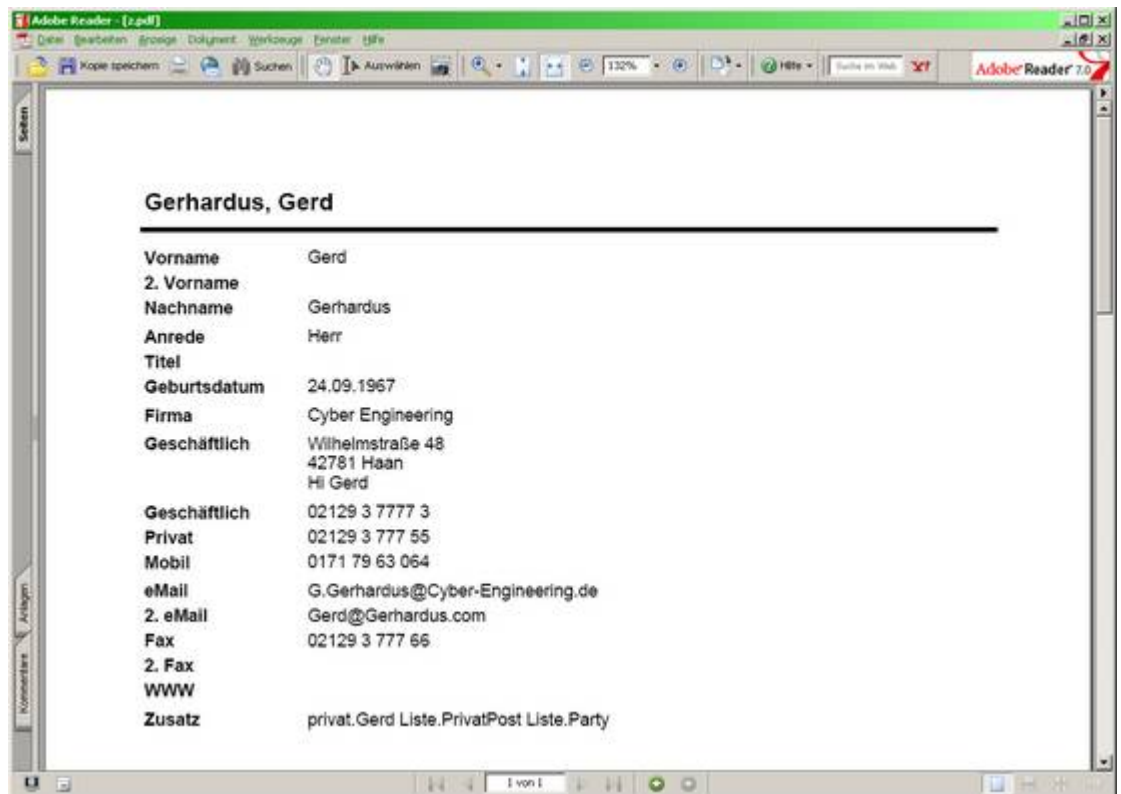 Adobe Reader - [z.pdf]
Datei Bearbeiten Anzeige Dokument Werkzeuge Fenster Hilfe
Kopie speichern Suchen Auswählen 132% Hilfe Suche im Web Y! Adobe Reader 7.0
Seiten
Gerhardus, Gerd
Vorname Gerd
2. Vorname
Nachname Gerhardus
Anrede Herr
Titel
Geburtsdatum 24.09.1967
Firma Cyber Engineering
Geschäftlich Wilhelmstraße 48
42781 Haan
Hi Gerd
Geschäftlich 02129 3 7777 3
Privat 02129 3 777 55
Mobil 0171 79 63 064
eMail G.Gerhardus@Cyber-Engineering.de
2. eMail Gerd@Gerhardus.com
Fax 02129 3 777 66
2. Fax
WWW
Zusatz privat.Gerd Liste.PrivatPost Liste.Party
Anlagen
Kommentare
1 von 1